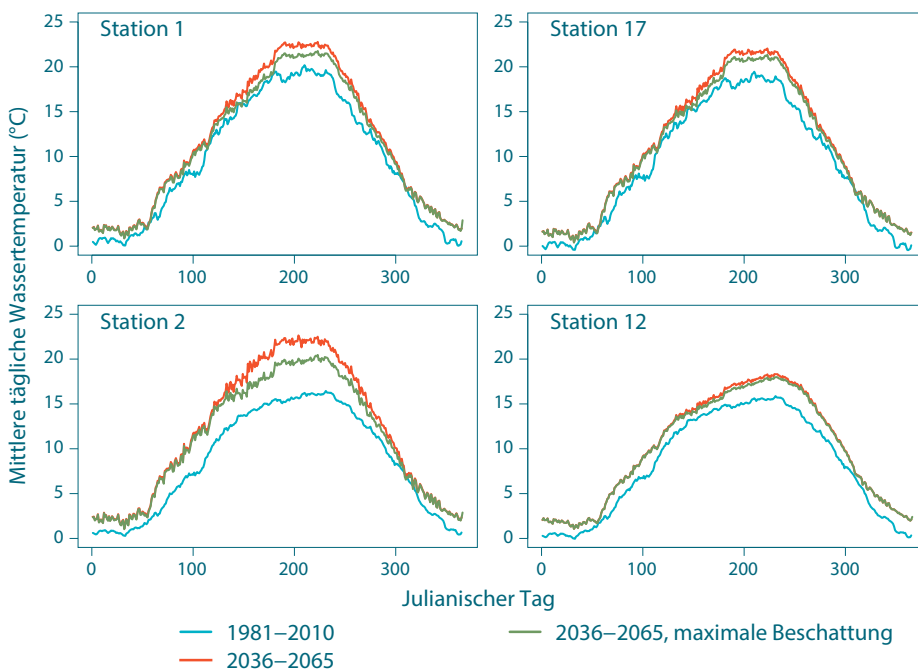 Mittlere tägliche Wassertemperatur (°C)
Station 1
25
20
15
10
5
0
0 100 200 300
Station 17
25
20
15
10
5
0
0 100 200 300
Station 2
25
20
15
10
5
0
0 100 200 300
Station 12
25
20
15
10
5
0
0 100 200 300
Julianischer Tag
1981–2010
2036–2065
2036–2065, maximale Beschattung